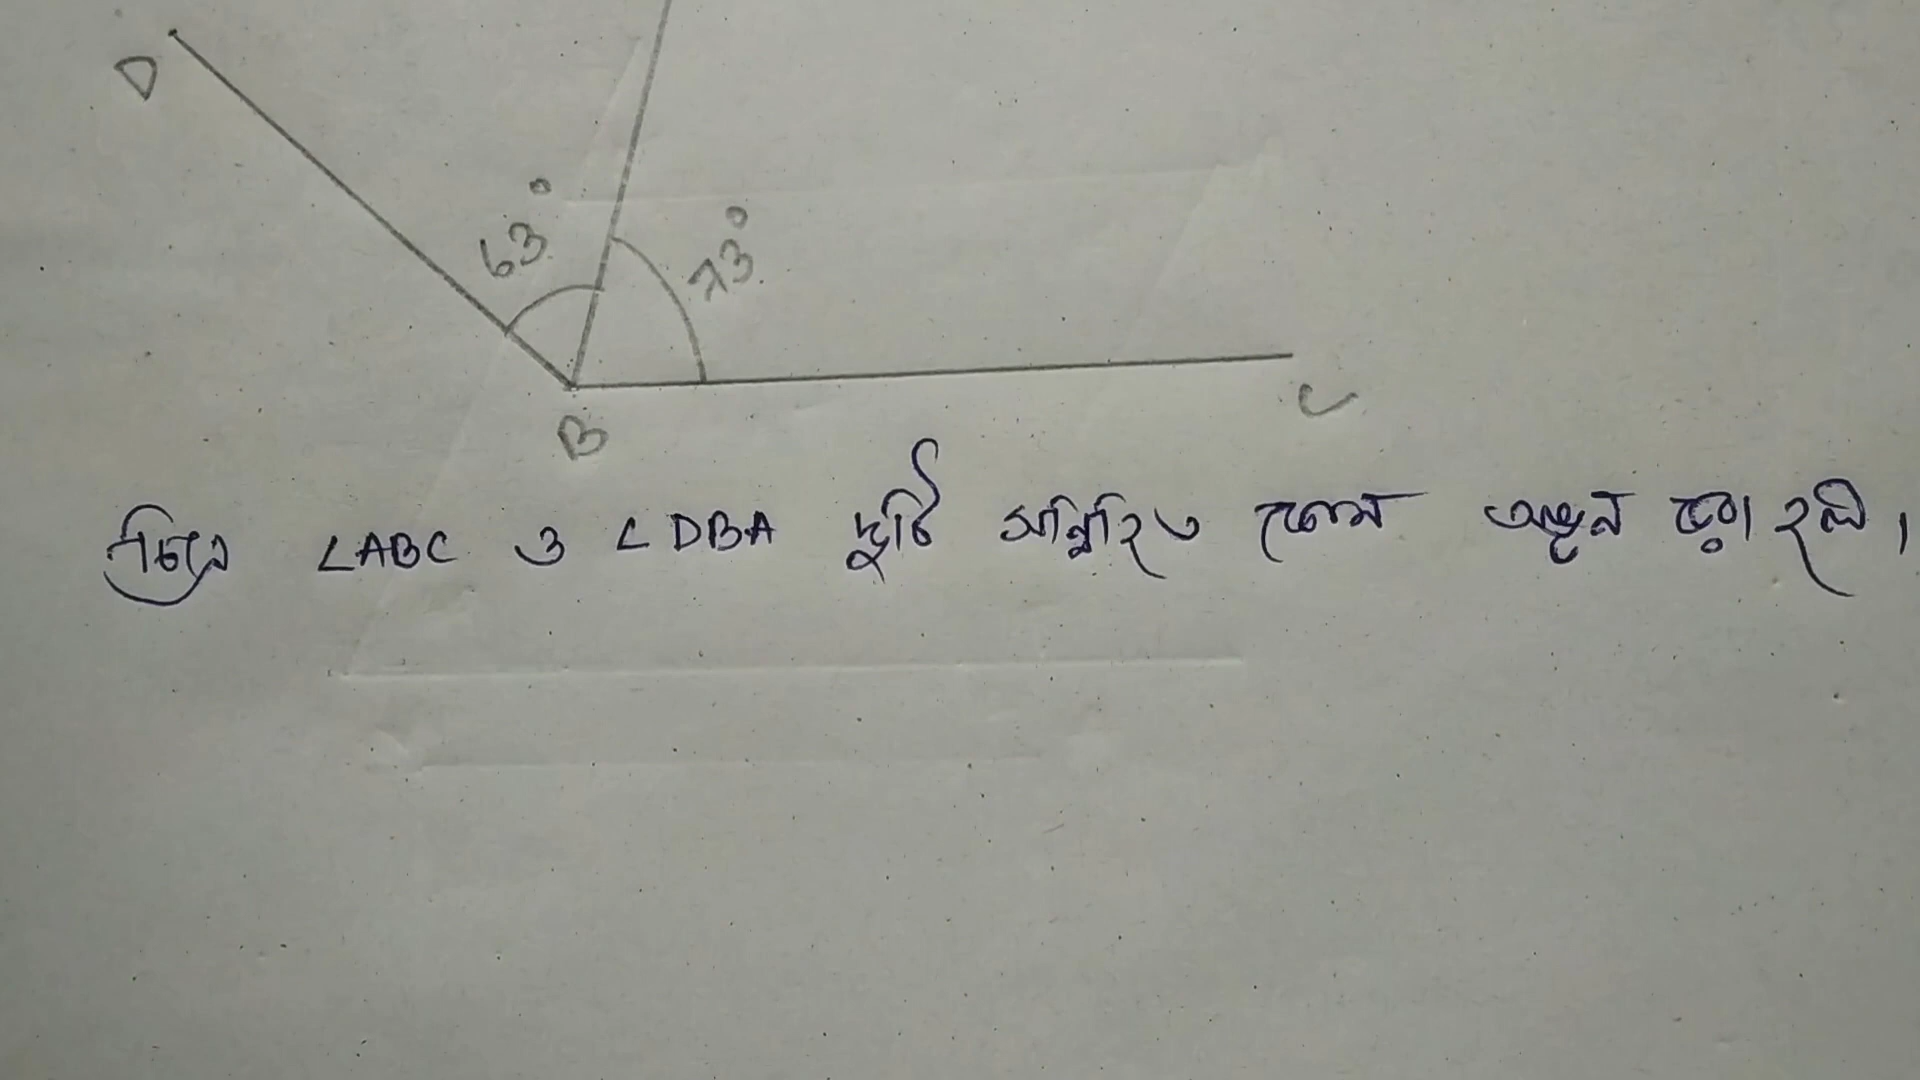 D
63°
73°
B
C
চিত্রে ∠ABC ও ∠DBA দুটি সন্নিহিত কোন অঙ্কন করা হল।